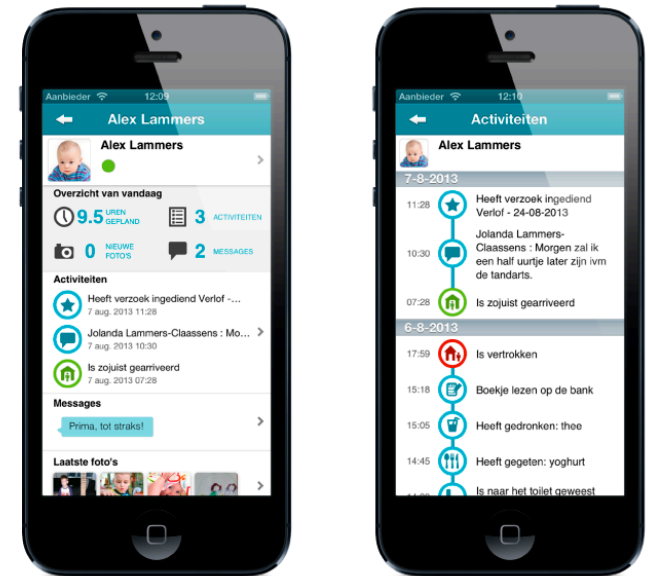 Aanbieder 12:09
Alex Lammers
Alex Lammers
Overzicht van vandaag
9.5 UREN GEPLAND
3 ACTIVITEITEN
0 NIEUWE FOTO'S
2 MESSAGES
Activiteiten
Heeft verzoek ingediend Verlof -...
7 aug. 2013 11:28
Jolanda Lammers-Claassens : Mo...
7 aug. 2013 10:30
Is zojuist gearriveerd
7 aug. 2013 07:28
Messages
Prima, tot straks!
Laatste foto's
Aanbieder 12:10
Activiteiten
Alex Lammers
7-8-2013
11:28 Heeft verzoek ingediend
Verlof - 24-08-2013
Jolanda Lammers-
10:30 Claassens : Morgen zal ik
een half uurtje later zijn ivm
de tandarts.
07:28 Is zojuist gearriveerd
6-8-2013
17:59 Is vertrokken
15:18 Boekje lezen op de bank
15:05 Heeft gedronken: thee
14:45 Heeft gegeten: yoghurt
Is naar het toilet geweest